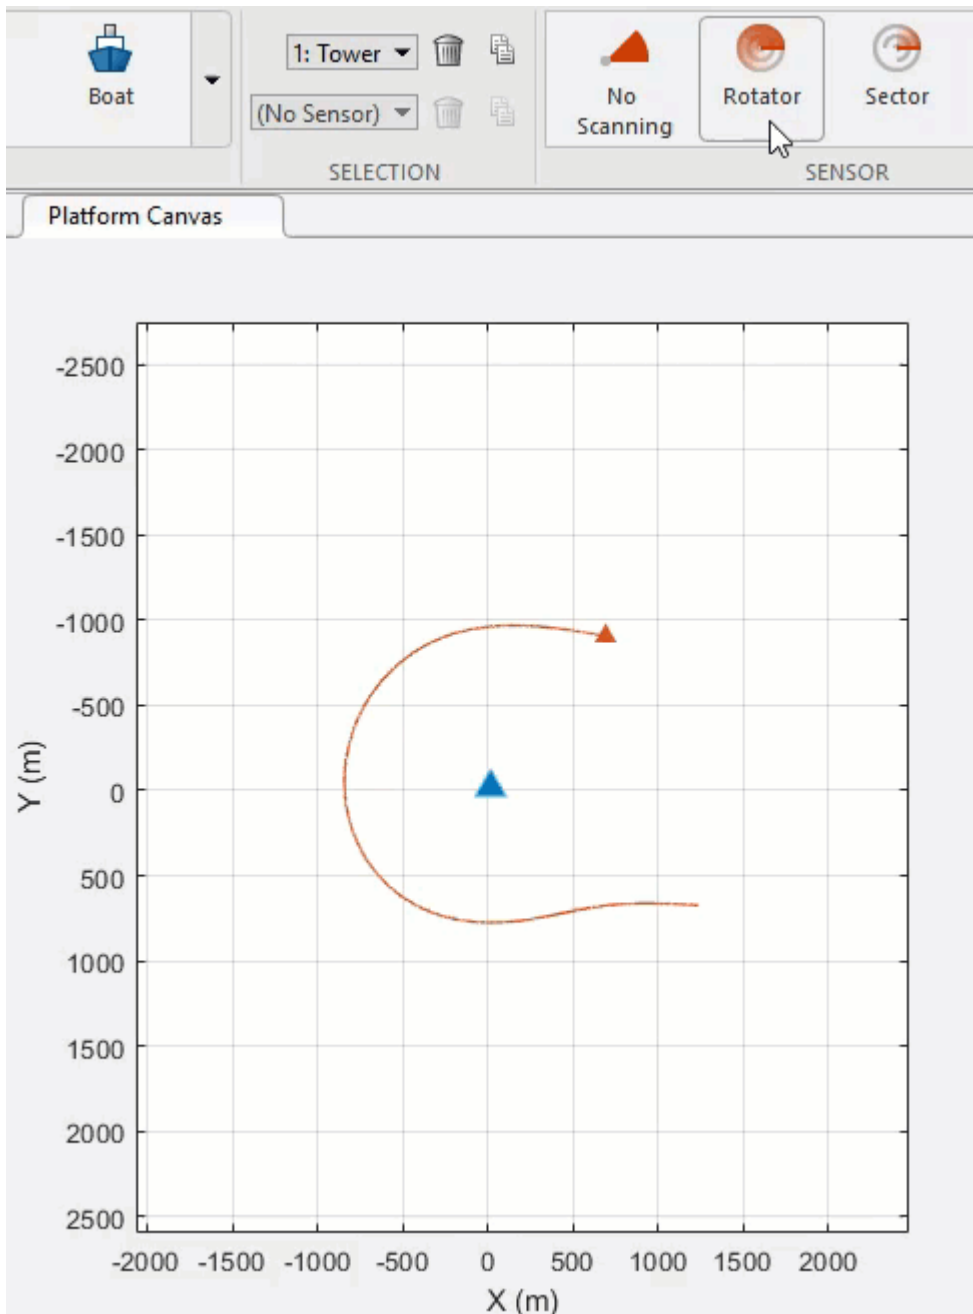 Boat
1: Tower
(No Sensor)
SELECTION
No
Scanning
Rotator
Sector
SENSOR
Platform Canvas
-2500
-2000
-1500
-1000
-500
0
500
1000
1500
2000
2500
Y (m)
-2000 -1500 -1000 -500 0 500 1000 1500 2000
X (m)